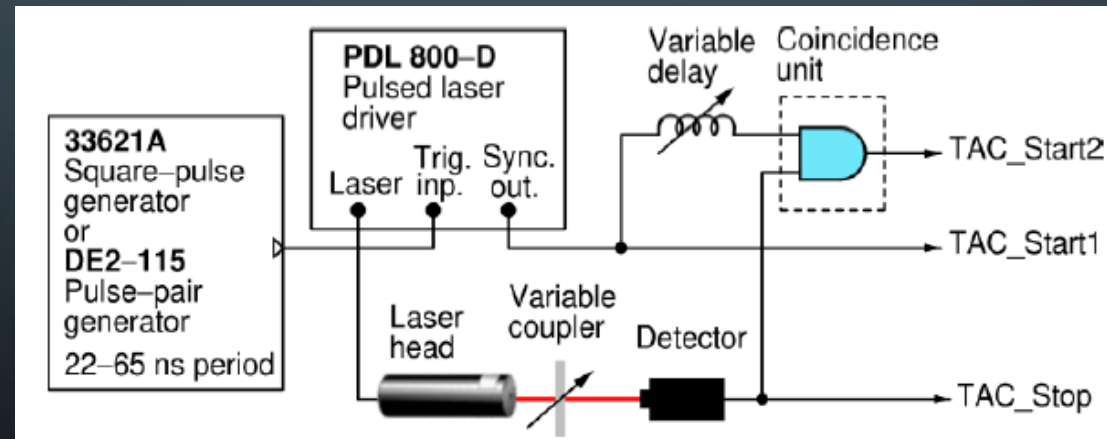 33621A
Square–pulse
generator
or
DE2–115
Pulse–pair
generator
22–65 ns period
PDL 800–D
Pulsed laser
driver
Trig. Sync.
Laser inp. out.
Variable
delay
Coincidence
unit
TAC_Start2
TAC_Start1
Laser
head
Variable
coupler
Detector
TAC_Stop